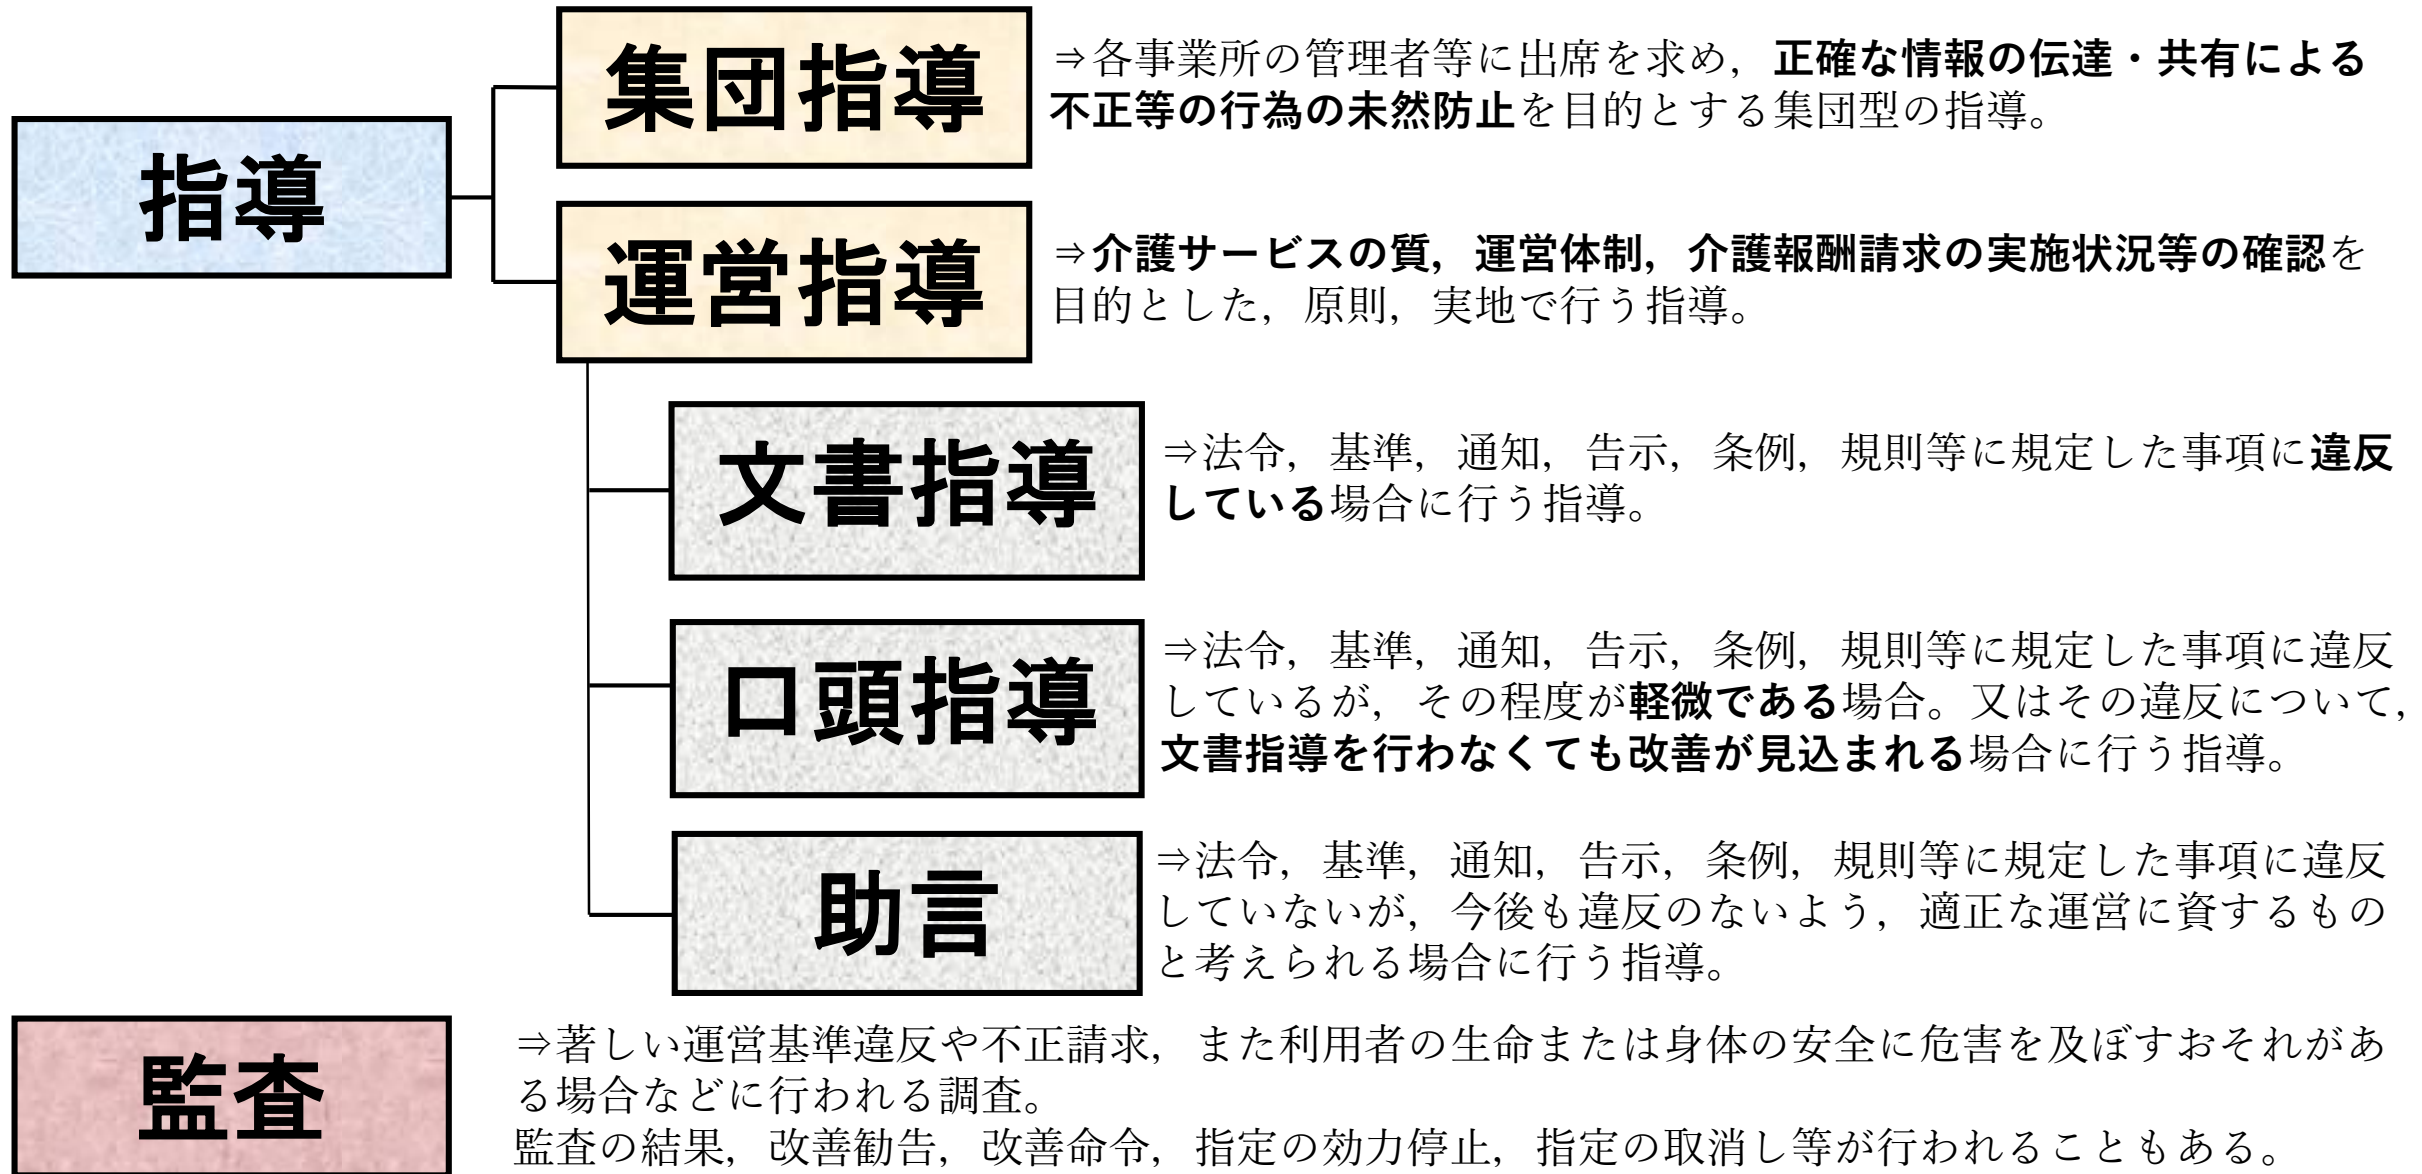 指導
集団指導
⇒各事業所の管理者等に出席を求め，正確な情報の伝達・共有による
不正等の行為の未然防止を目的とする集団型の指導。
運営指導
⇒介護サービスの質，運営体制，介護報酬請求の実施状況等の確認を
目的とした，原則，実地で行う指導。
文書指導
⇒法令，基準，通知，告示，条例，規則等に規定した事項に違反
している場合に行う指導。
口頭指導
⇒法令，基準，通知，告示，条例，規則等に規定した事項に違反
しているが，その程度が軽微である場合。又はその違反について，
文書指導を行わなくても改善が見込まれる場合に行う指導。
助言
⇒法令，基準，通知，告示，条例，規則等に規定した事項に違反
していないが，今後も違反のないよう，適正な運営に資するもの
と考えられる場合に行う指導。
監査
⇒著しい運営基準違反や不正請求，また利用者の生命または身体の安全に危害を及ぼすおそれがあ
る場合などに行われる調査。
監査の結果，改善勧告，改善命令，指定の効力停止，指定の取消し等が行われることもある。